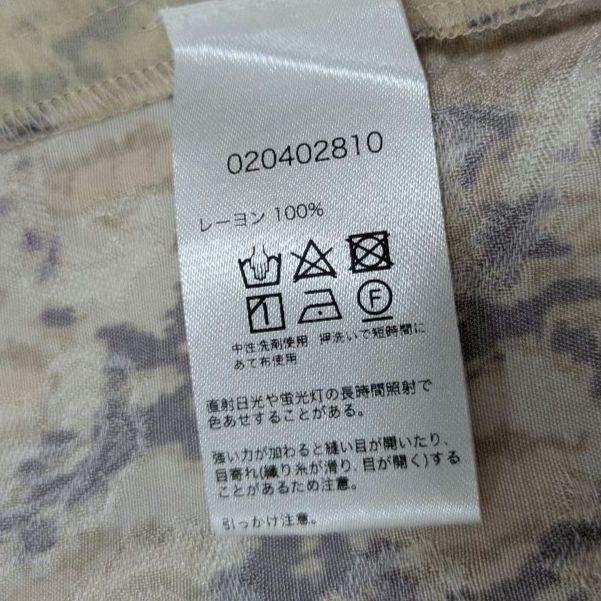 020402810
レーヨン 100%
F
中性洗剤使用 押洗いで短時間に
あて布使用
直射日光や蛍光灯の長時間照射で
色あせすることがある。
強い力が加わると縫い目が開いたり、
目寄れ(織り糸が滑り, 目が開く)する
ことがあるため注意。
引っかけ注意。